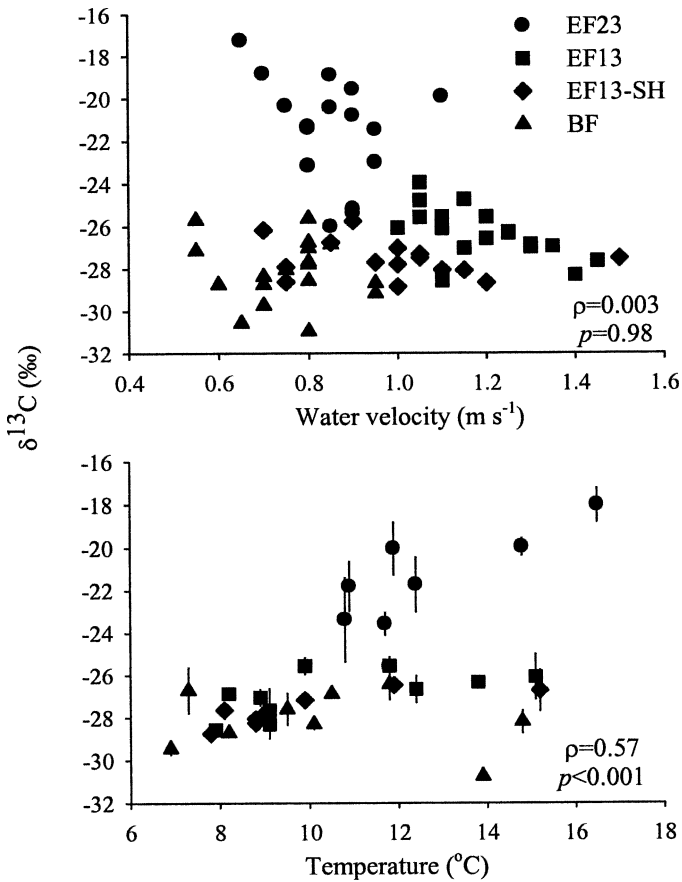 -16
-18
-20
-22
-24
-26
-28
-30
-32
EF23
EF13
EF13-SH
BF
ρ=0.003
p=0.98
0.4 0.6 0.8 1.0 1.2 1.4 1.6
Water velocity (m s⁻¹)
δ¹³C (‰)
-16
-18
-20
-22
-24
-26
-28
-30
-32
ρ=0.57
p<0.001
6 8 10 12 14 16 18
Temperature (°C)